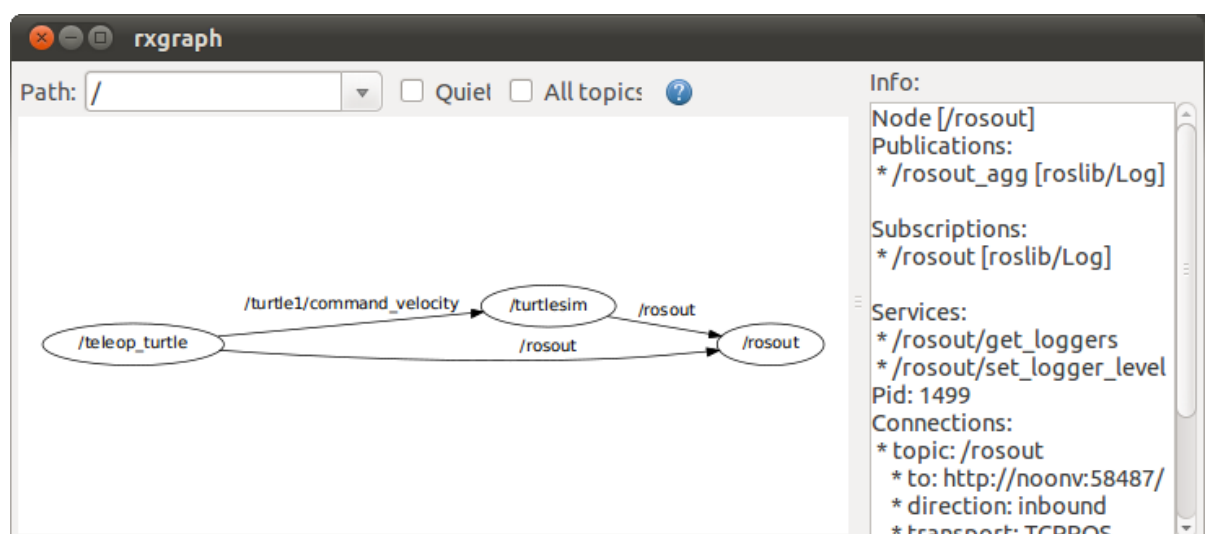 rxgraph
Path: /
Quiet
All topics
?
/turtle1/command_velocity
/turtlesim
/rosout
/teleop_turtle
/rosout
/rosout
Info:
Node [/rosout]
Publications:
* /rosout_agg [roslib/Log]
Subscriptions:
* /rosout [roslib/Log]
Services:
* /rosout/get_loggers
* /rosout/set_logger_level
Pid: 1499
Connections:
* topic: /rosout
* to: http://noonv:58487/
* direction: inbound
* transport: TCPROS